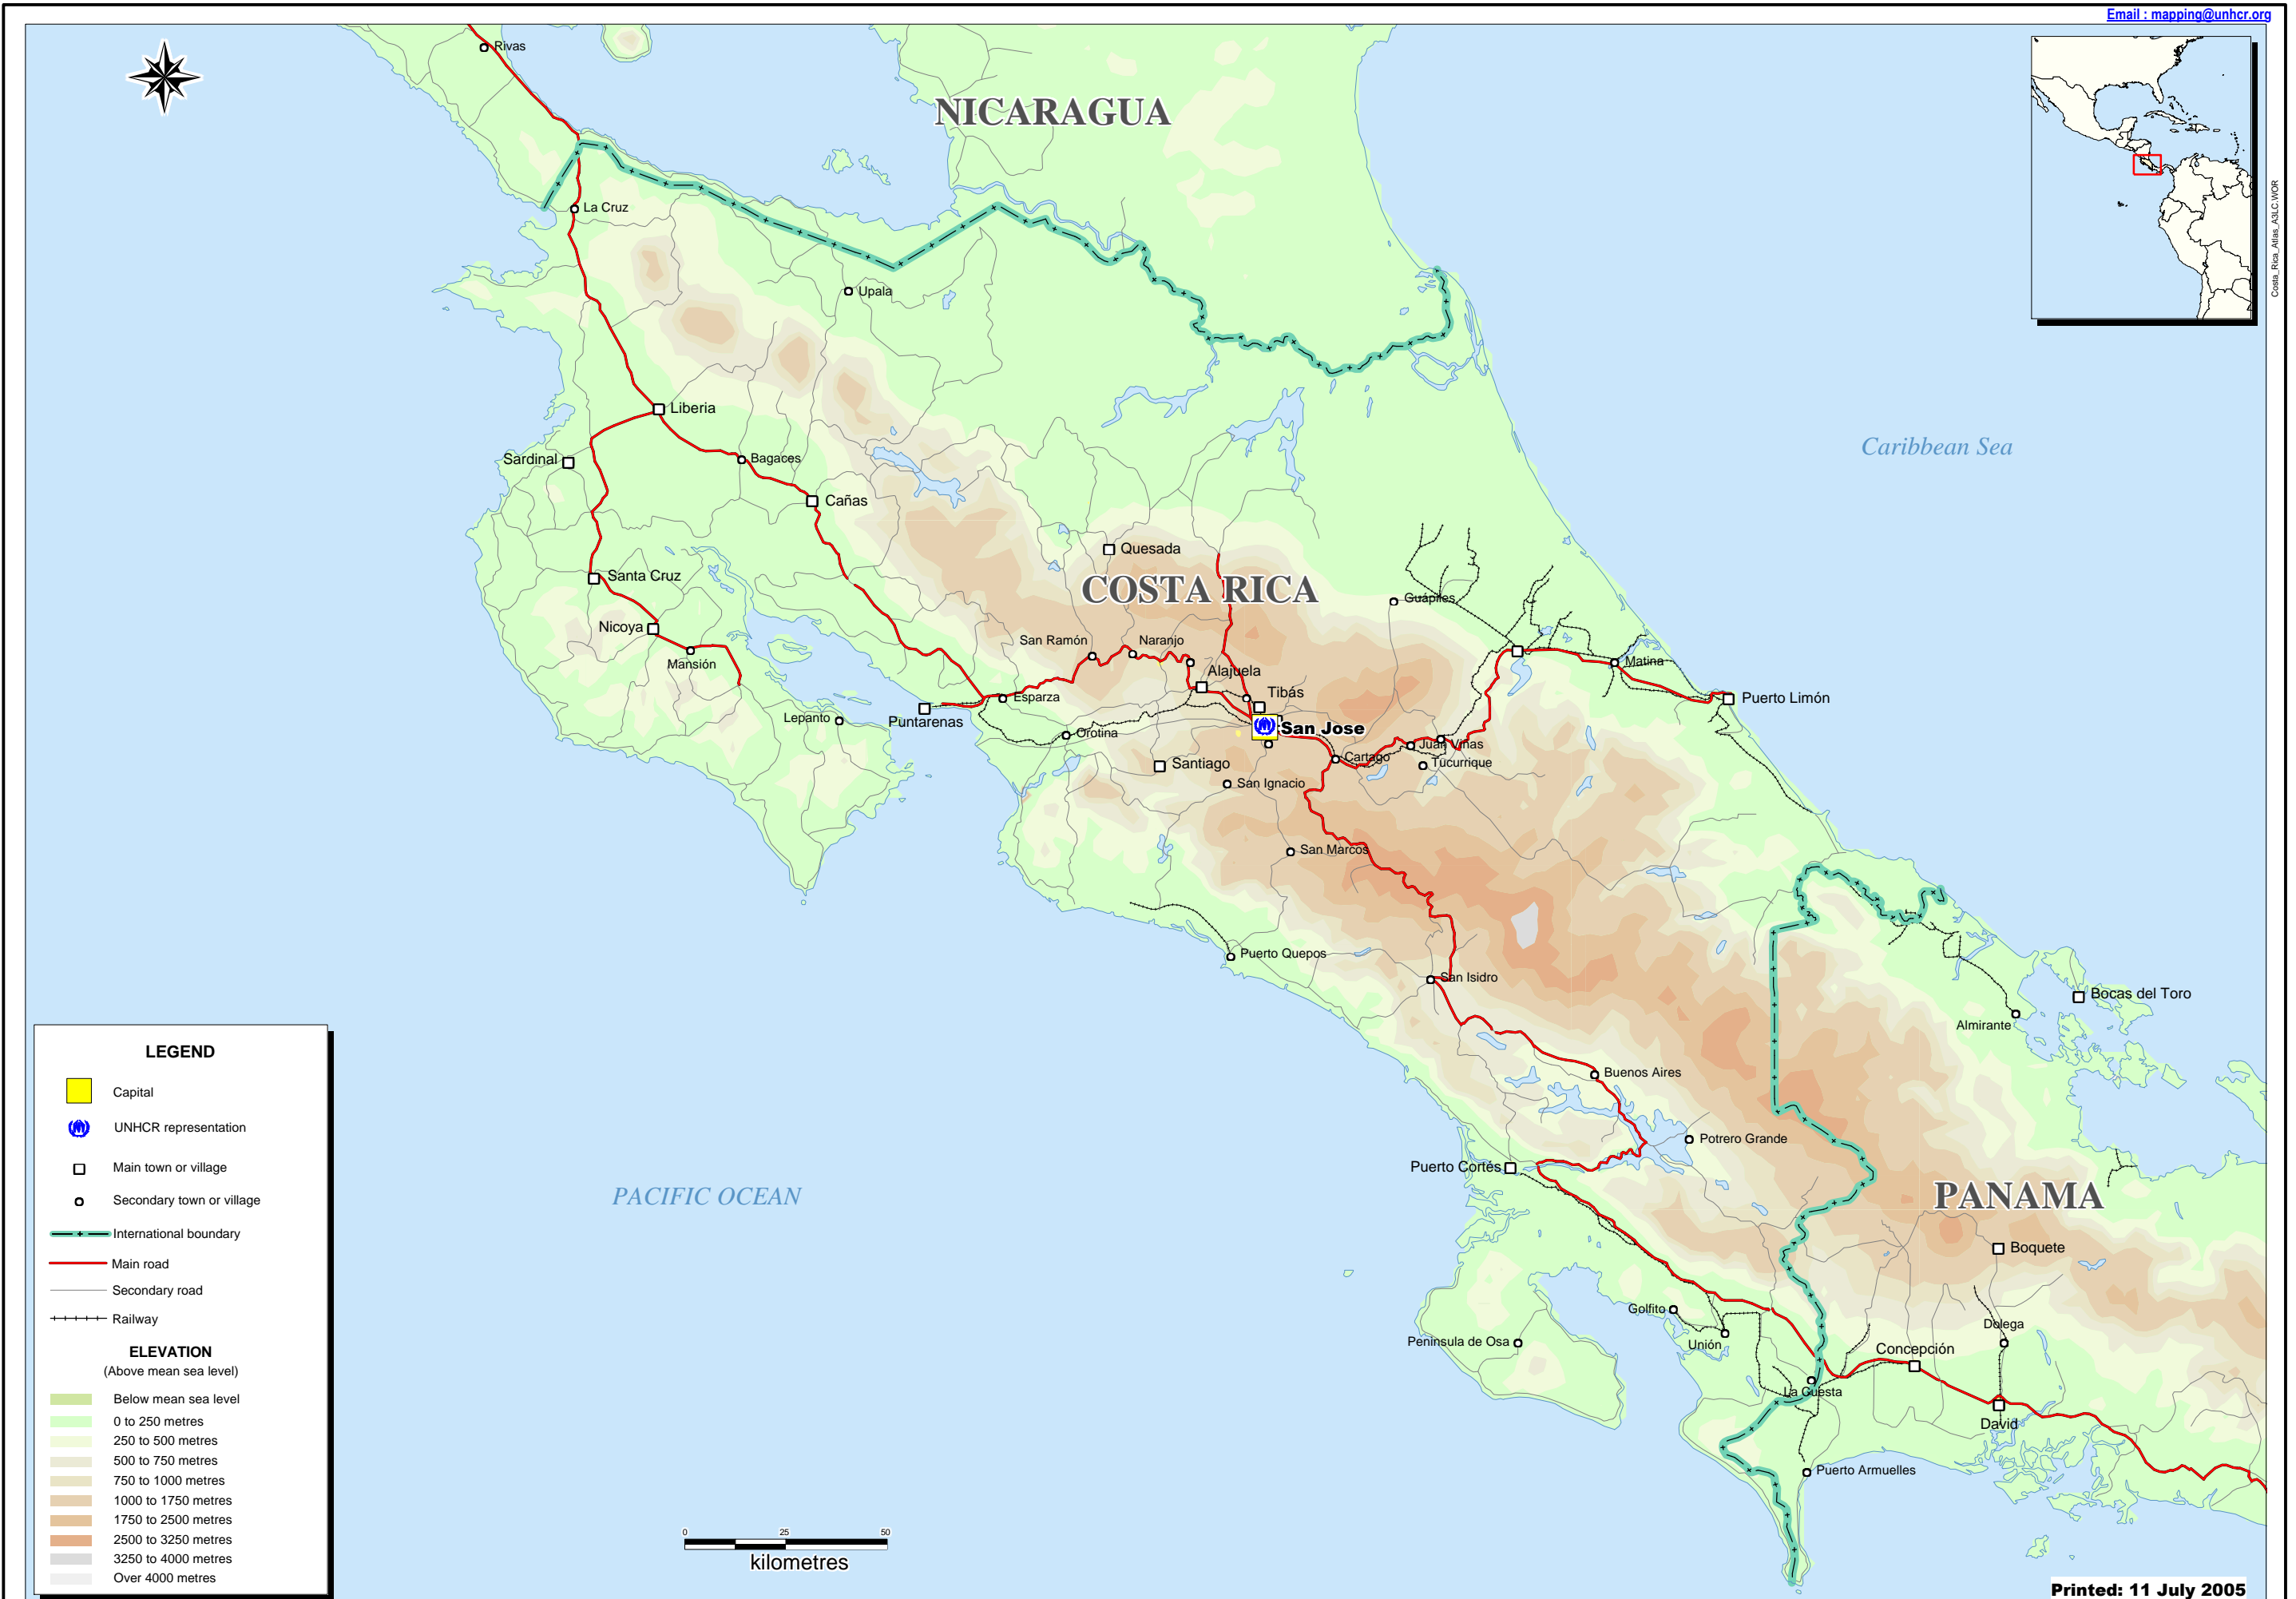 Email : mapping@unhcr.org
Costa_Rica_Atlas_A3LC.WOR
Rivas
NICARAGUA
La Cruz
Upala
Liberia
Caribbean Sea
Sardinal
Bagaces
Cañas
Quesada
Santa Cruz
COSTA RICA
Guápiles
Nicoya
San Ramón
Naranjo
Mansión
Matina
Alajuela
Tibás
Esparza
Puerto Limón
Lepanto
Puntarenas
San Jose
Orotina
Juan Viñas
Cartago
Santiago
Tucurrique
San Ignacio
San Marcos
Puerto Quepos
San Isidro
Bocas del Toro
Almirante
Buenos Aires
Potrero Grande
Puerto Cortés
PACIFIC OCEAN
PANAMA
Boquete
Golfito
Dolega
Peninsula de Osa
Unión
Concepción
La Cuesta
David
Puerto Armuelles
LEGEND
Capital
UNHCR representation
Main town or village
Secondary town or village
International boundary
Main road
Secondary road
Railway
ELEVATION
(Above mean sea level)
Below mean sea level
0 to 250 metres
250 to 500 metres
500 to 750 metres
750 to 1000 metres
1000 to 1750 metres
1750 to 2500 metres
2500 to 3250 metres
3250 to 4000 metres
Over 4000 metres
0 25 50
kilometres
Printed: 11 July 2005